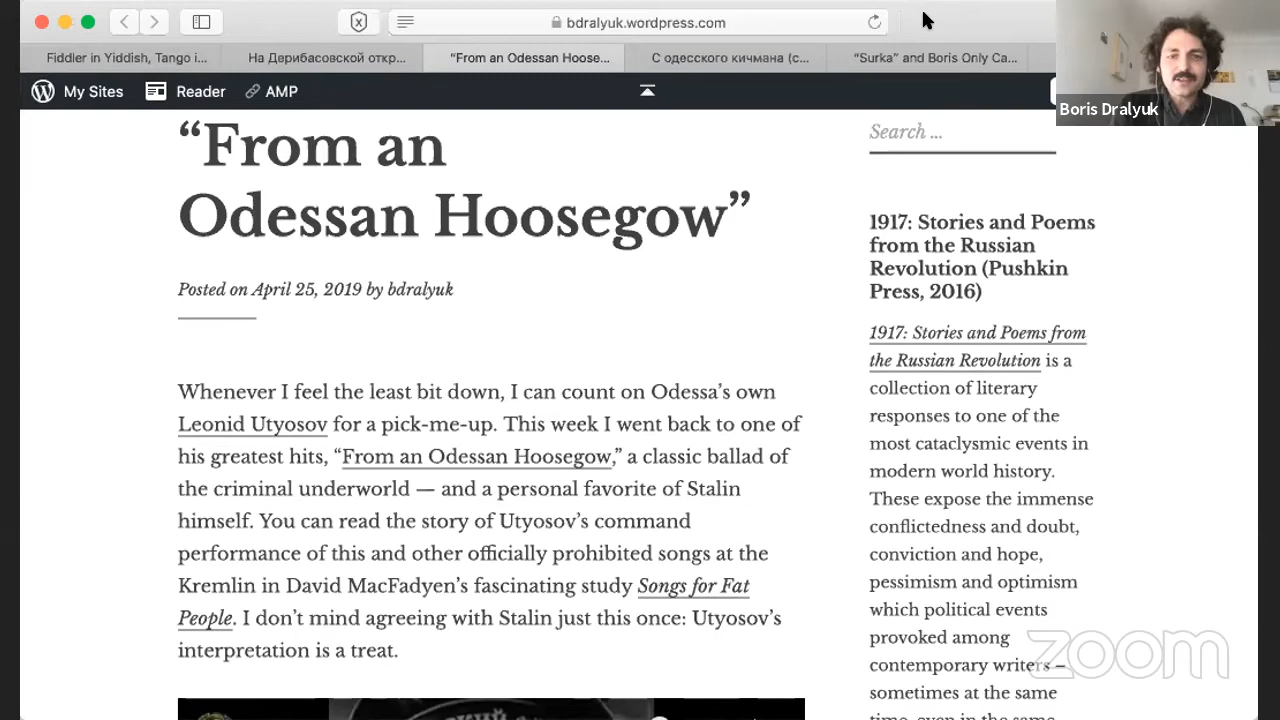 bdralyuk.wordpress.com
Fiddler in Yiddish, Tango i...
На Дерибасовской откр...
“From an Odessan Hoose...
С одесского кичмана (с...
“Surka” and Boris Only Ca...
My Sites
Reader
AMP
Boris Dralyuk
“From an
Odessan Hoosegow”
Posted on April 25, 2019 by bdralyuk
Whenever I feel the least bit down, I can count on Odessa’s own
Leonid Utyosov for a pick-me-up. This week I went back to one of
his greatest hits, “From an Odessan Hoosegow,” a classic ballad of
the criminal underworld — and a personal favorite of Stalin
himself. You can read the story of Utyosov’s command
performance of this and other officially prohibited songs at the
Kremlin in David MacFadyen’s fascinating study Songs for Fat
People. I don’t mind agreeing with Stalin just this once: Utyosov’s
interpretation is a treat.
Search ...
1917: Stories and Poems
from the Russian
Revolution (Pushkin
Press, 2016)
1917: Stories and Poems from
the Russian Revolution is a
collection of literary
responses to one of the
most cataclysmic events in
modern world history.
These expose the immense
conflictedness and doubt,
conviction and hope,
pessimism and optimism
which political events
provoked among
contemporary writers –
sometimes at the same
time, even in the same
zoom